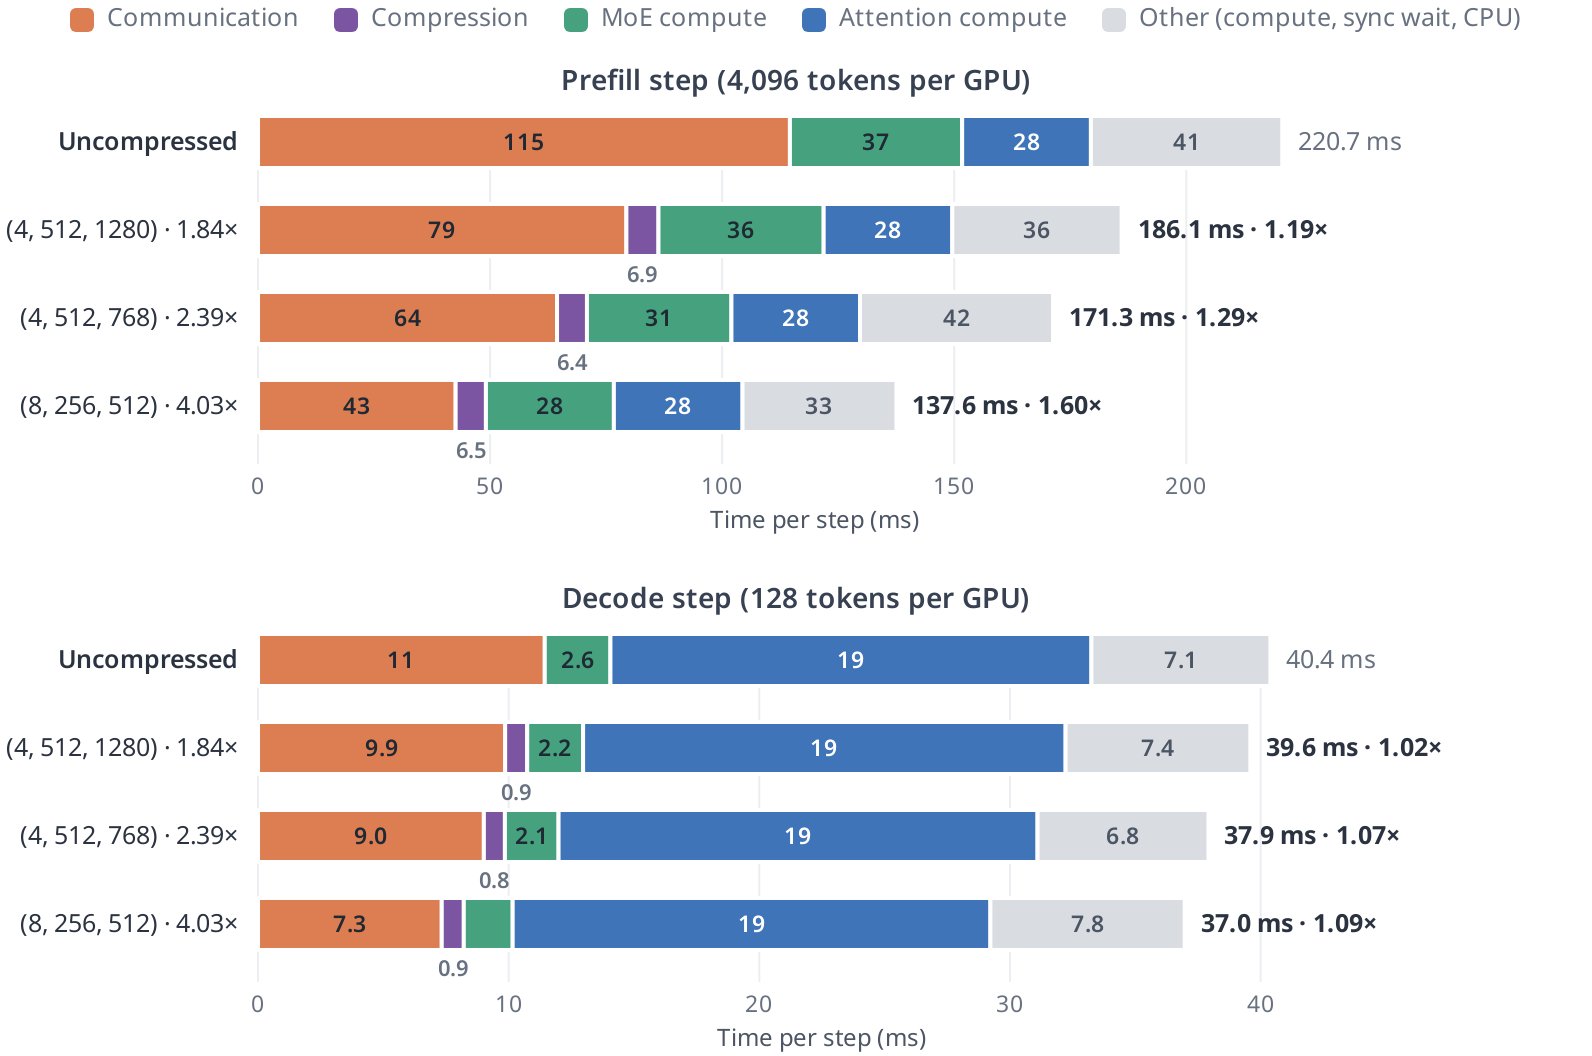 Communication Compression MoE compute Attention compute Other (compute, sync wait, CPU)
Prefill step (4,096 tokens per GPU)
Uncompressed 115 37 28 41 220.7 ms
(4, 512, 1280) · 1.84× 79 36 28 36 186.1 ms · 1.19×
6.9
(4, 512, 768) · 2.39× 64 31 28 42 171.3 ms · 1.29×
6.4
(8, 256, 512) · 4.03× 43 28 28 33 137.6 ms · 1.60×
6.5
0 50 100 150 200
Time per step (ms)
Decode step (128 tokens per GPU)
Uncompressed 11 2.6 19 7.1 40.4 ms
(4, 512, 1280) · 1.84× 9.9 2.2 19 7.4 39.6 ms · 1.02×
0.9
(4, 512, 768) · 2.39× 9.0 2.1 19 6.8 37.9 ms · 1.07×
0.8
(8, 256, 512) · 4.03× 7.3 19 7.8 37.0 ms · 1.09×
0.9
0 10 20 30 40
Time per step (ms)